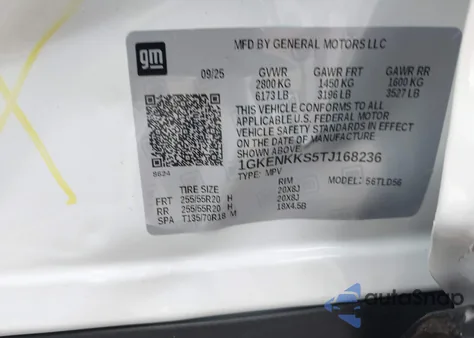 gm
MFD BY GENERAL MOTORS LLC
09/25 GVWR GAWR FRT GAWR RR
2800 KG 1450 KG 1600 KG
6173 LB 3196 LB 3527 LB
THIS VEHICLE CONFORMS TO ALL
APPLICABLE U.S. FEDERAL MOTOR
VEHICLE SAFETY STANDARDS IN EFFECT
ON THE DATE OF MANUFACTURE SHOWN ABOVE.
1GKENKKS5TJ168236
TYPE: MPV MODEL: 56TLD56
8624
TIRE SIZE RIM
FRT 255/55R20 H 20X8J
RR 255/55R20 H 20X8J
SPA T135/70R18 M 18X4.5B
autoSnap